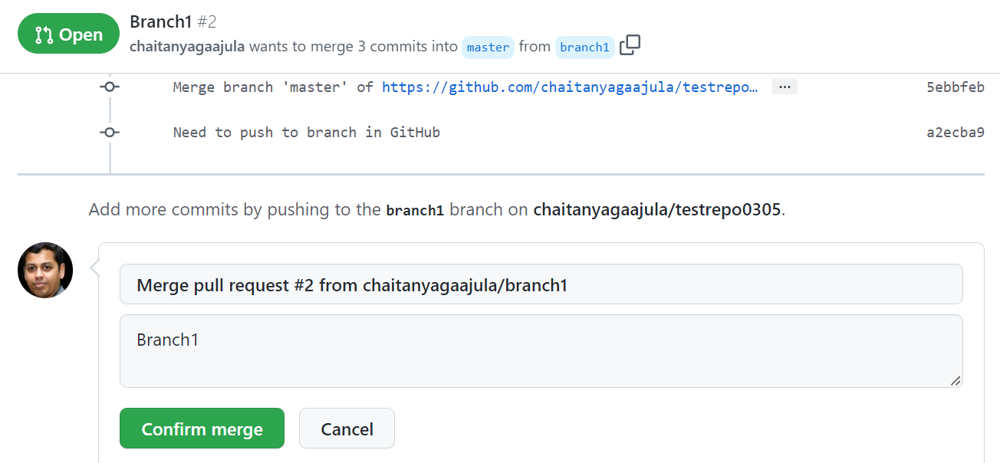 Open
Branch1 #2
chaitanyagaajula wants to merge 3 commits into master from branch1
Merge branch 'master' of https://github.com/chaitanyagaajula/testrepo… ... 5ebbfeb
Need to push to branch in GitHub a2ecba9
Add more commits by pushing to the branch1 branch on chaitanyagaajula/testrepo0305.
Merge pull request #2 from chaitanyagaajula/branch1
Branch1
Confirm merge Cancel